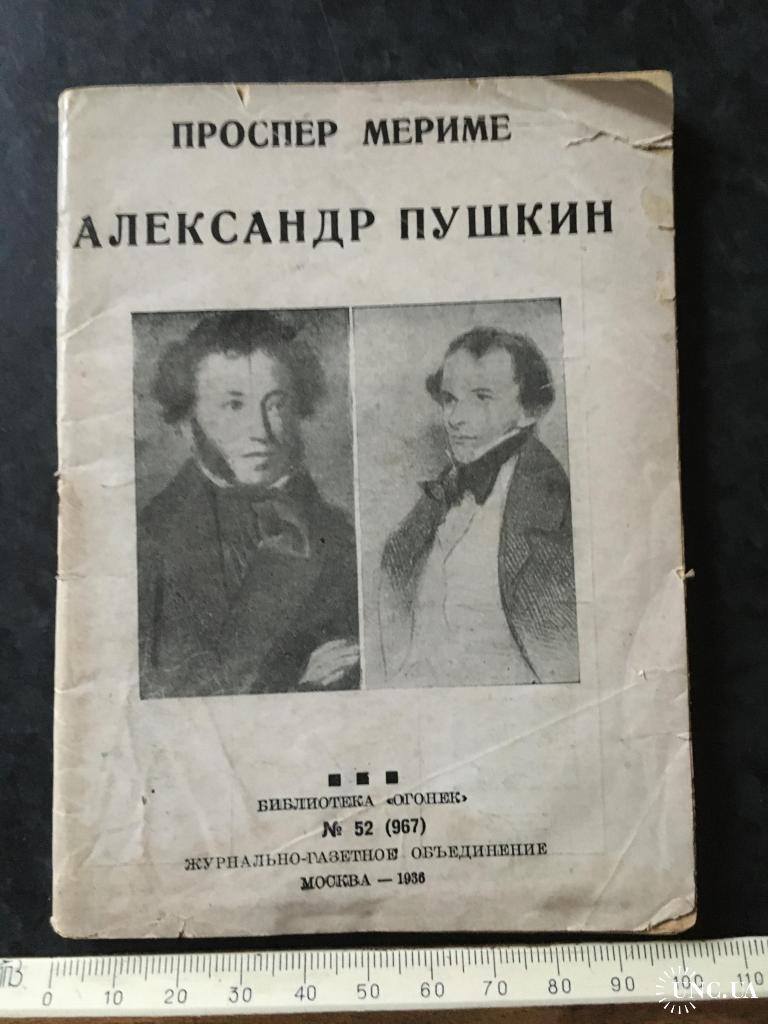 ПРОСПЕР МЕРИМЕ
АЛЕКСАНДР ПУШКИН
БИБЛИОТЕКА «ОГОНЕК»
№ 52 (967)
ЖУРНАЛЬНО-ГАЗЕТНОЕ ОБЪЕДИНЕНИЕ
МОСКВА — 1936
0 10 20 30 40 50 60 70 80 90 100 110
UNC.UA